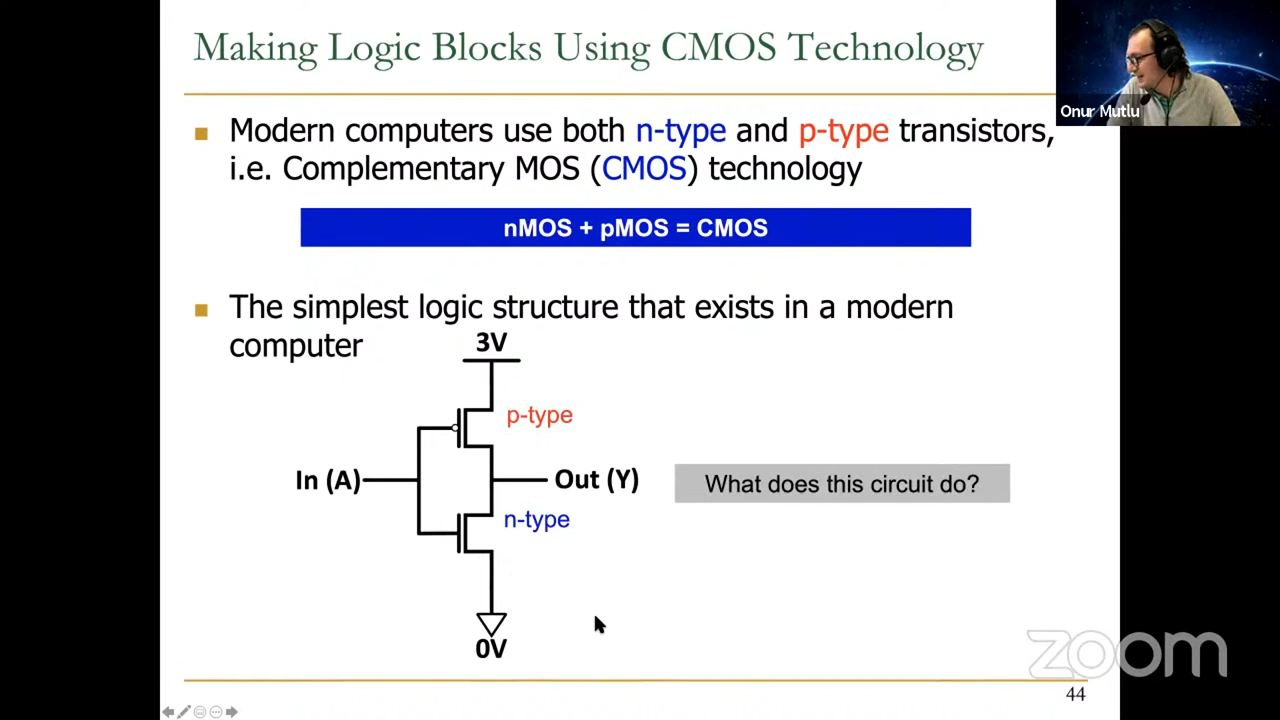 Making Logic Blocks Using CMOS Technology
Onur Mutlu
Modern computers use both n-type and p-type transistors,
i.e. Complementary MOS (CMOS) technology
nMOS + pMOS = CMOS
The simplest logic structure that exists in a modern
computer
3V
p-type
In (A)
Out (Y)
What does this circuit do?
n-type
0V
zoom
44